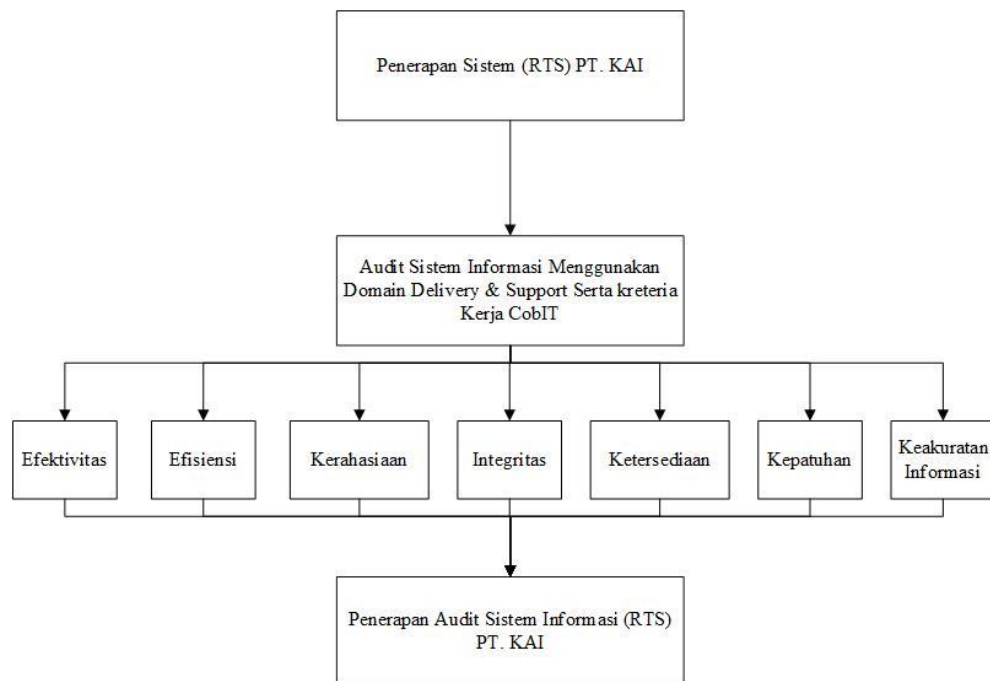 Penerapan Sistem (RTS) PT. KAI
Audit Sistem Informasi Menggunakan
Domain Delivery & Support Serta kreteria
Kerja CobIT
Efektivitas
Efisiensi
Kerahasiaan
Integritas
Ketersediaan
Kepatuhan
Keakuratan
Informasi
Penerapan Audit Sistem Informasi (RTS)
PT. KAI